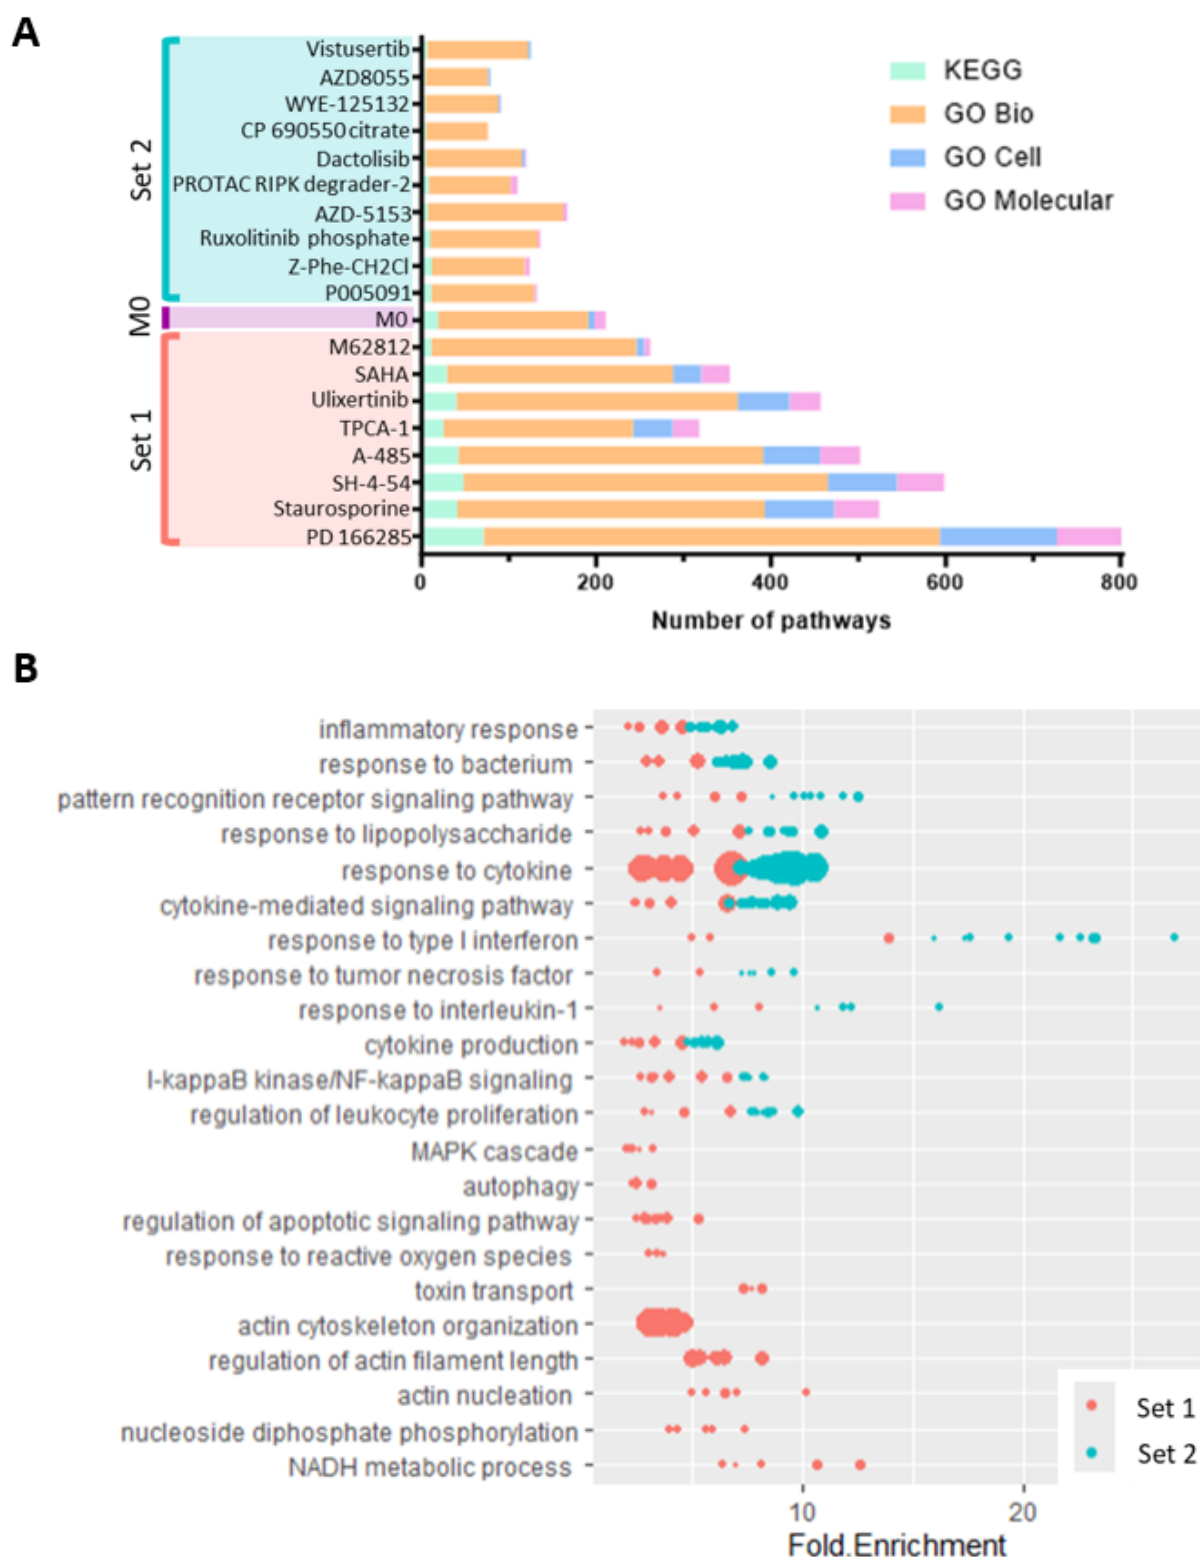 A
Set 2
M0
Set 1
Vistusertib
AZD8055
WYE-125132
CP 690550 citrate
Dactolisib
PROTAC RIPK degrader-2
AZD-5153
Ruxolitinib phosphate
Z-Phe-CH2Cl
P005091
M0
M62812
SAHA
Ulixertinib
TPCA-1
A-485
SH-4-54
Staurosporine
PD 166285
KEGG
GO Bio
GO Cell
GO Molecular
0 200 400 600 800
Number of pathways
B
inflammatory response
response to bacterium
pattern recognition receptor signaling pathway
response to lipopolysaccharide
response to cytokine
cytokine-mediated signaling pathway
response to type I interferon
response to tumor necrosis factor
response to interleukin-1
cytokine production
I-kappaB kinase/NF-kappaB signaling
regulation of leukocyte proliferation
MAPK cascade
autophagy
regulation of apoptotic signaling pathway
response to reactive oxygen species
toxin transport
actin cytoskeleton organization
regulation of actin filament length
actin nucleation
nucleoside diphosphate phosphorylation
NADH metabolic process
Set 1
Set 2
10 20
Fold.Enrichment